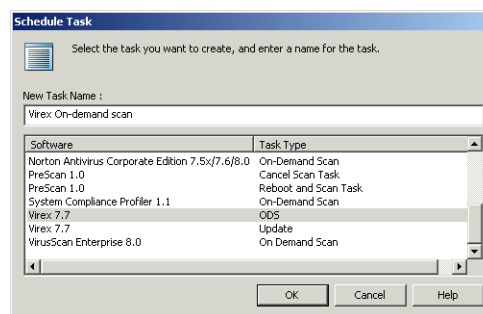 Schedule Task
Select the task you want to create, and enter a name for the task.
New Task Name :
Virex On-demand scan
Software Task Type
Norton Antivirus Corporate Edition 7.5x/7.6/8.0 On-Demand Scan
PreScan 1.0 Cancel Scan Task
PreScan 1.0 Reboot and Scan Task
System Compliance Profiler 1.1 On-Demand Scan
Virex 7.7 ODS
Virex 7.7 Update
VirusScan Enterprise 8.0 On Demand Scan
OK Cancel Help